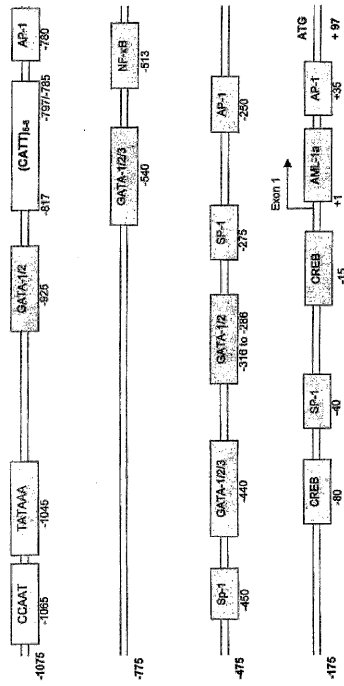 CCAAT TATAAA GATA-1/2 (CATT)5-8 AP-1
-1075 -1065 -1045 -925 -817 -797/-785 -780
GATA-1/2/3 NF-κB
-775 -540 -513
Sp-1 GATA-1/2/3 GATA-1/2 SP-1 AP-1
-475 -450 -440 -316 to -286 -275 -250
Exon 1
CREB SP-1 CREB AML-1a AP-1 ATG
-175 -80 -40 -15 +1 +35 + 97